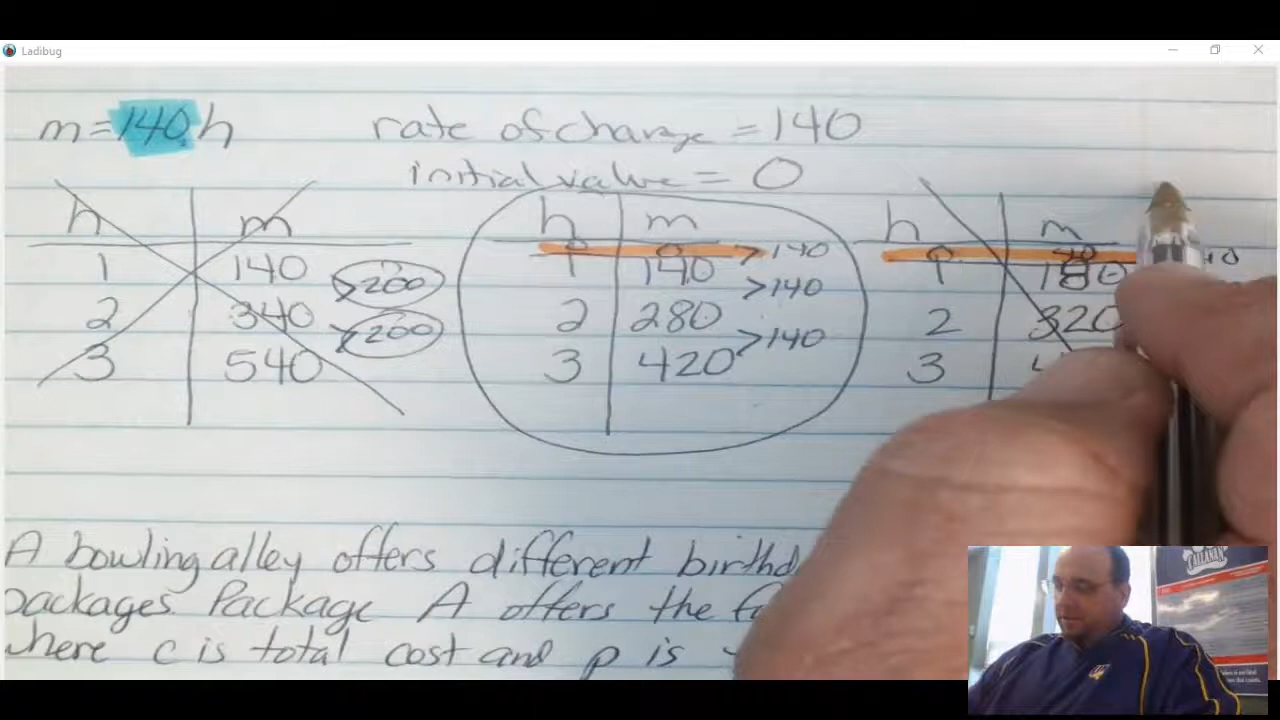 Ladibug
m=140h rate of change = 140
initial value = 0
h m h m h m
0 0 >140
1 140 >200 1 140 >140 1 180
2 340 >200 2 280 >140 2 320
3 540 3 420 3
A bowling alley offers different
packages. Package A offers the
where c is total cost and p is